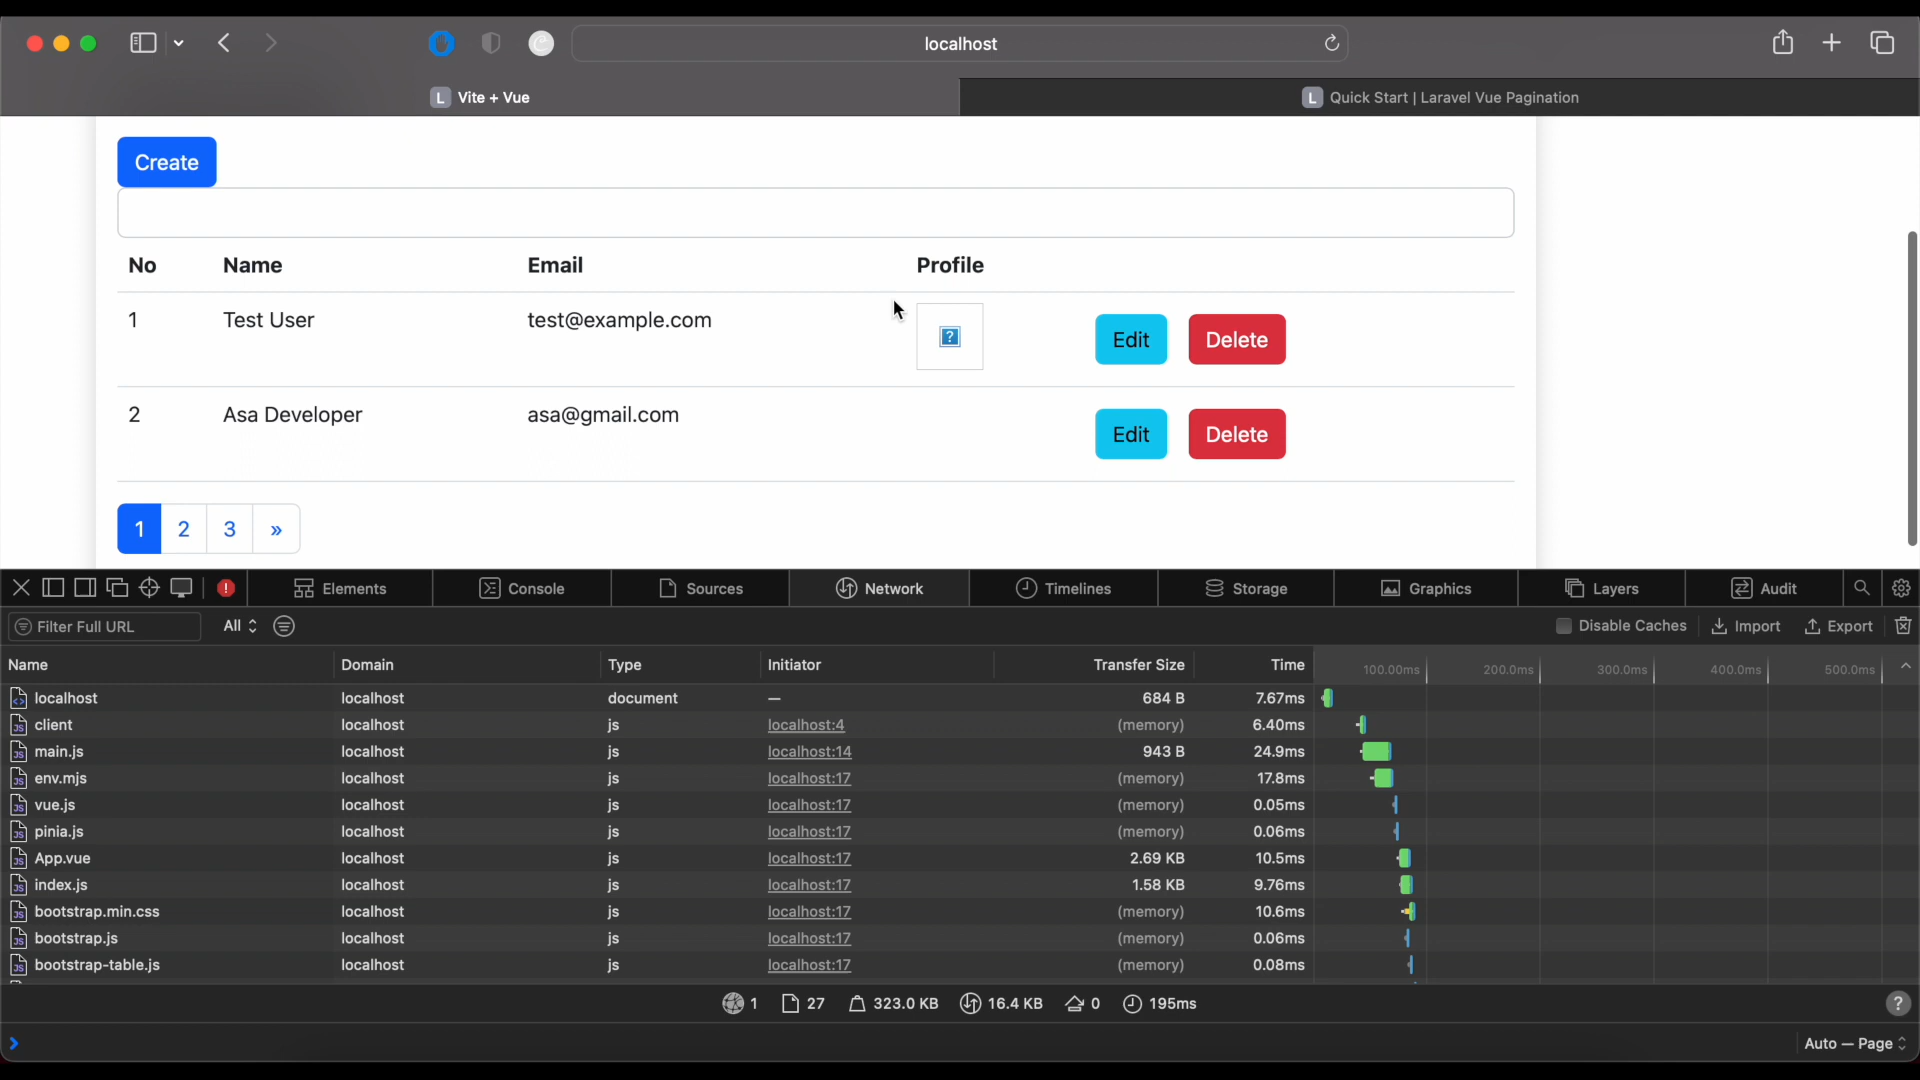 localhost
L Vite + Vue
L Quick Start | Laravel Vue Pagination
Create
No Name Email Profile
1 Test User test@example.com Edit Delete
2 Asa Developer asa@gmail.com Edit Delete
1 2 3 »
Elements Console Sources Network Timelines Storage Graphics Layers Audit
Filter Full URL All Disable Caches Import Export
Name Domain Type Initiator Transfer Size Time 100.00ms 200.0ms 300.0ms 400.0ms 500.0ms
localhost localhost document — 684 B 7.67ms
client localhost js localhost:4 (memory) 6.40ms
main.js localhost js localhost:14 943 B 24.9ms
env.mjs localhost js localhost:17 (memory) 17.8ms
vue.js localhost js localhost:17 (memory) 0.05ms
pinia.js localhost js localhost:17 (memory) 0.06ms
App.vue localhost js localhost:17 2.69 KB 10.5ms
index.js localhost js localhost:17 1.58 KB 9.76ms
bootstrap.min.css localhost js localhost:17 (memory) 10.6ms
bootstrap.js localhost js localhost:17 (memory) 0.06ms
bootstrap-table.js localhost js localhost:17 (memory) 0.08ms
1 27 323.0 KB 16.4 KB 0 195ms ?
Auto — Page